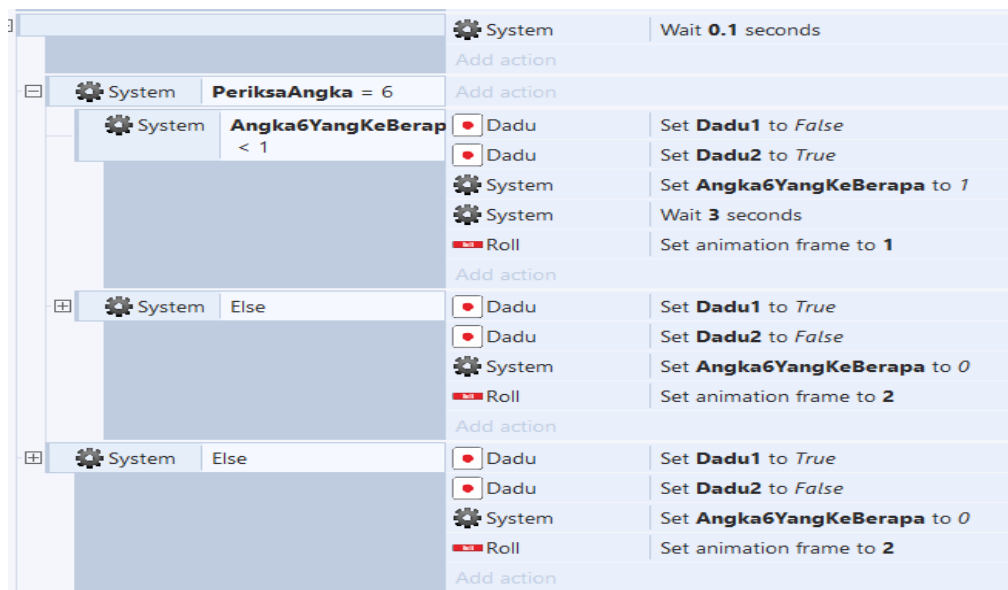 System Wait 0.1 seconds
Add action
System PeriksaAngka = 6 Add action
System Angka6YangKeBerap Dadu Set Dadu1 to False
< 1
Dadu Set Dadu2 to True
System Set Angka6YangKeBerapa to 1
System Wait 3 seconds
Roll Set animation frame to 1
Add action
System Else Dadu Set Dadu1 to True
Dadu Set Dadu2 to False
System Set Angka6YangKeBerapa to 0
Roll Set animation frame to 2
Add action
System Else Dadu Set Dadu1 to True
Dadu Set Dadu2 to False
System Set Angka6YangKeBerapa to 0
Roll Set animation frame to 2
Add action